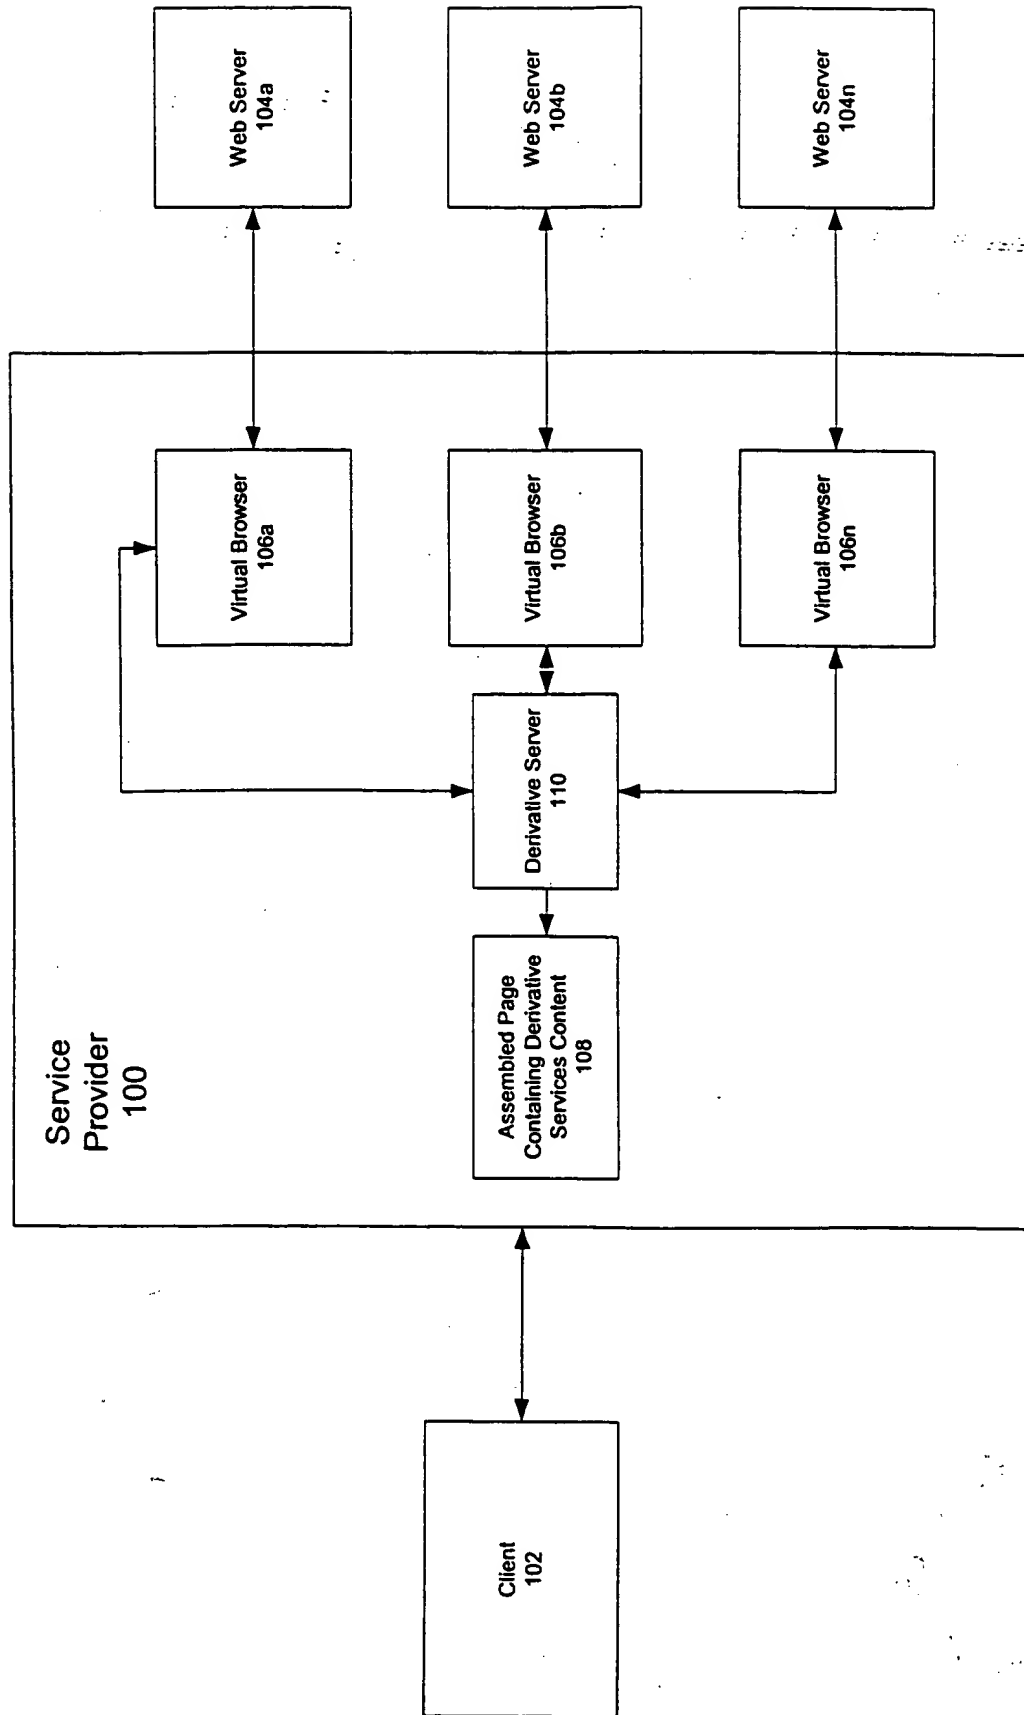 Service
Provider
100
Client
102
Assembled Page
Containing Derivative
Services Content
108
Derivative Server
110
Virtual Browser
106a
Virtual Browser
106b
Virtual Browser
106n
Web Server
104a
Web Server
104b
Web Server
104n